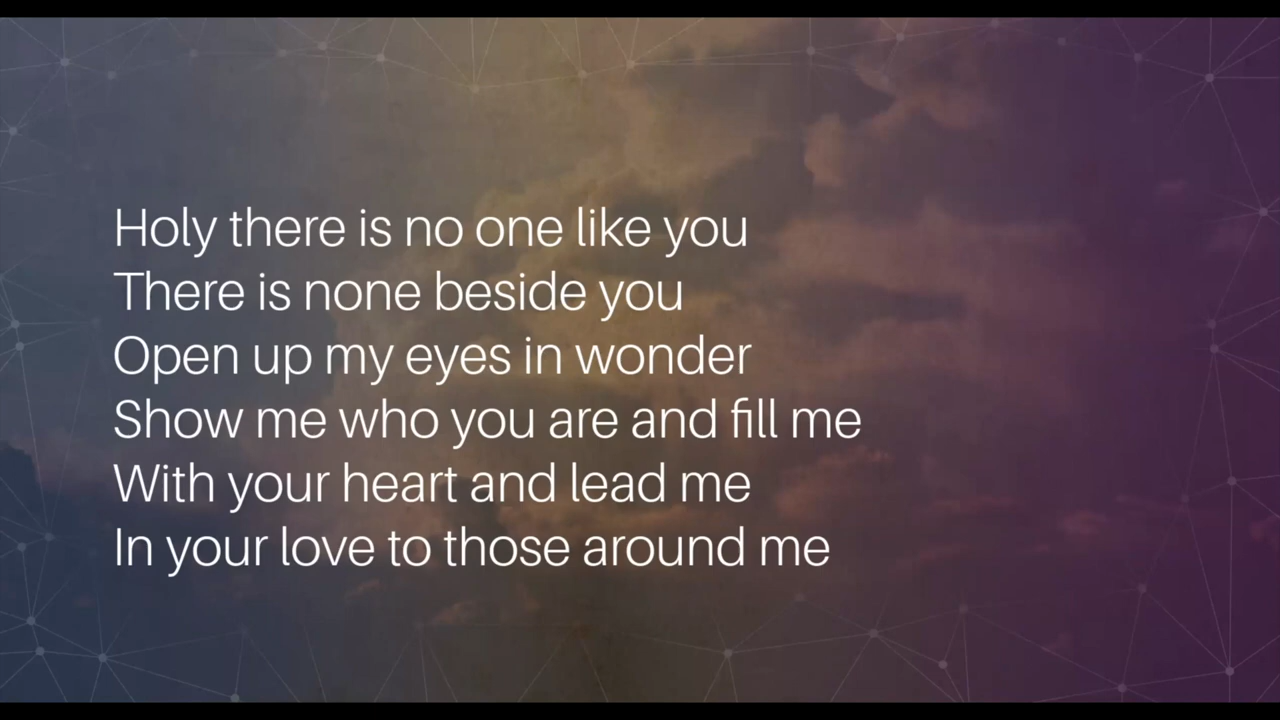 Holy there is no one like you
There is none beside you
Open up my eyes in wonder
Show me who you are and fill me
With your heart and lead me
In your love to those around me